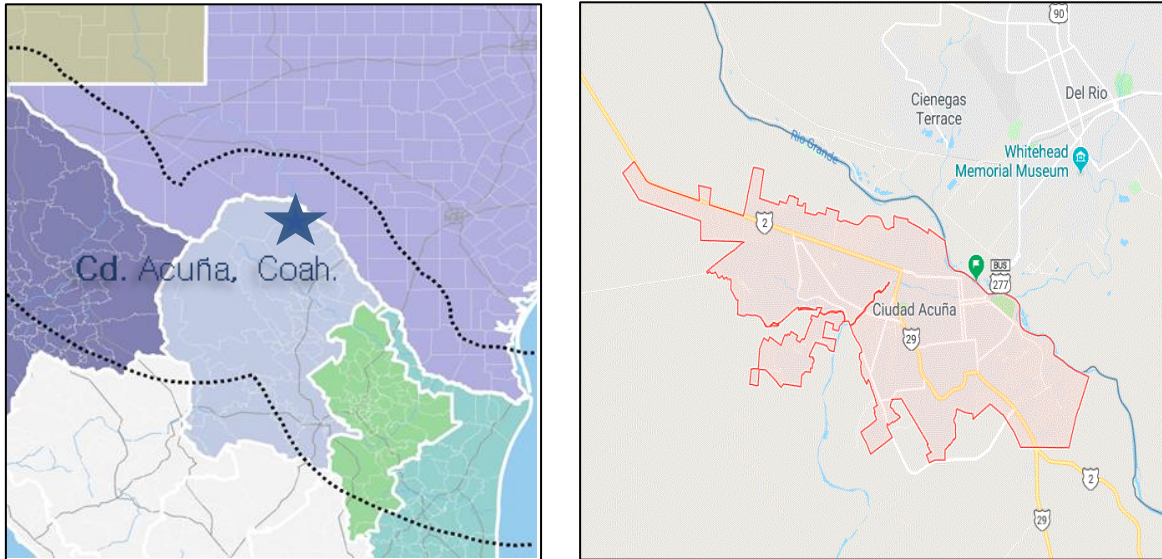 Cd. Acuña, Coah.
90
Del Rio
Cienegas
Terrace
Rio Grande
Whitehead
Memorial Museum
2
BUS
277
Ciudad Acuña
29
2
29